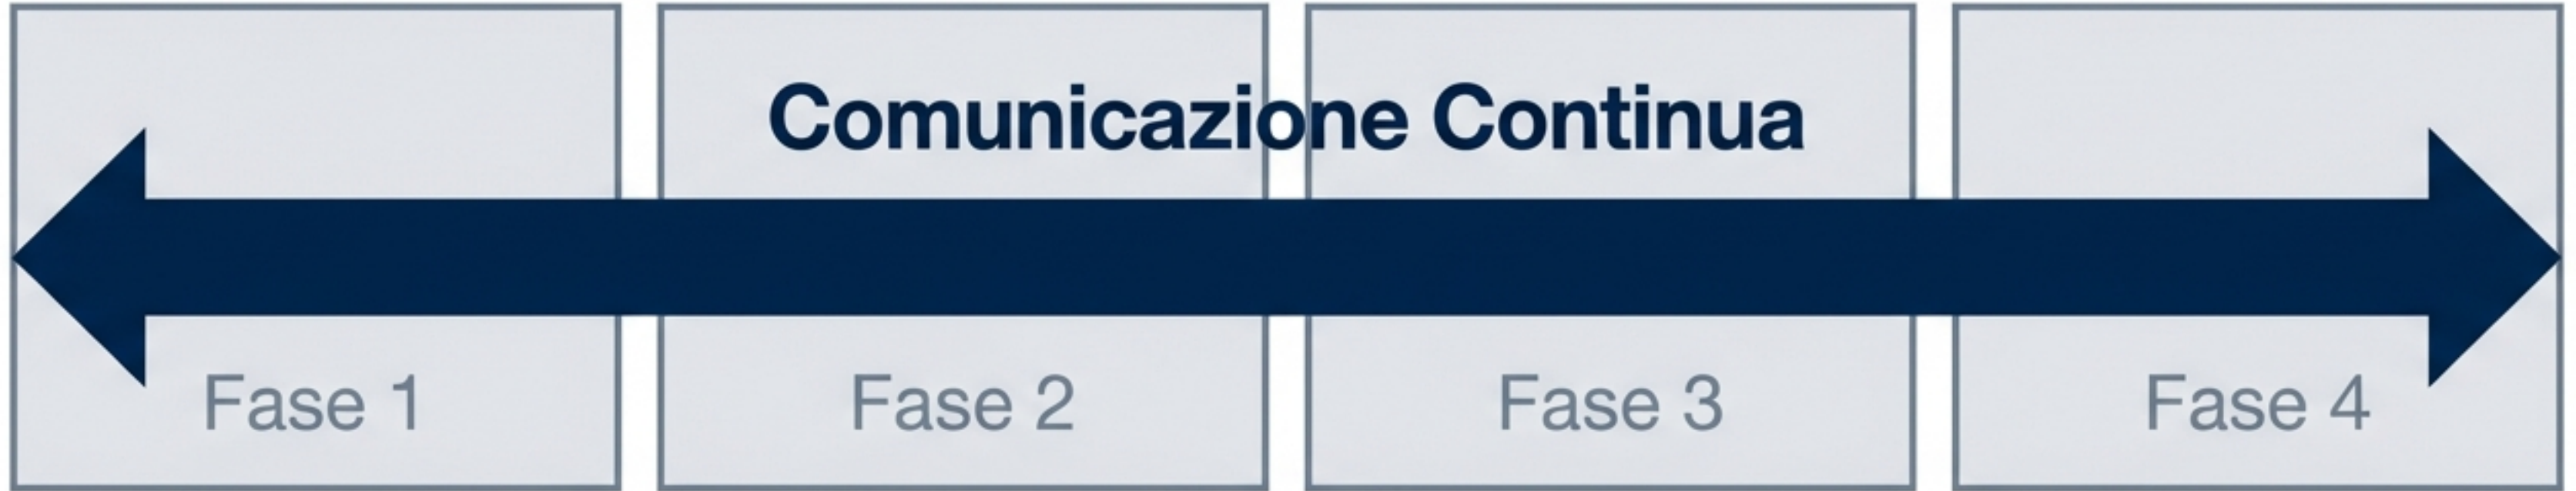 Comunicazione Continua
Fase 1
Fase 2
Fase 3
Fase 4